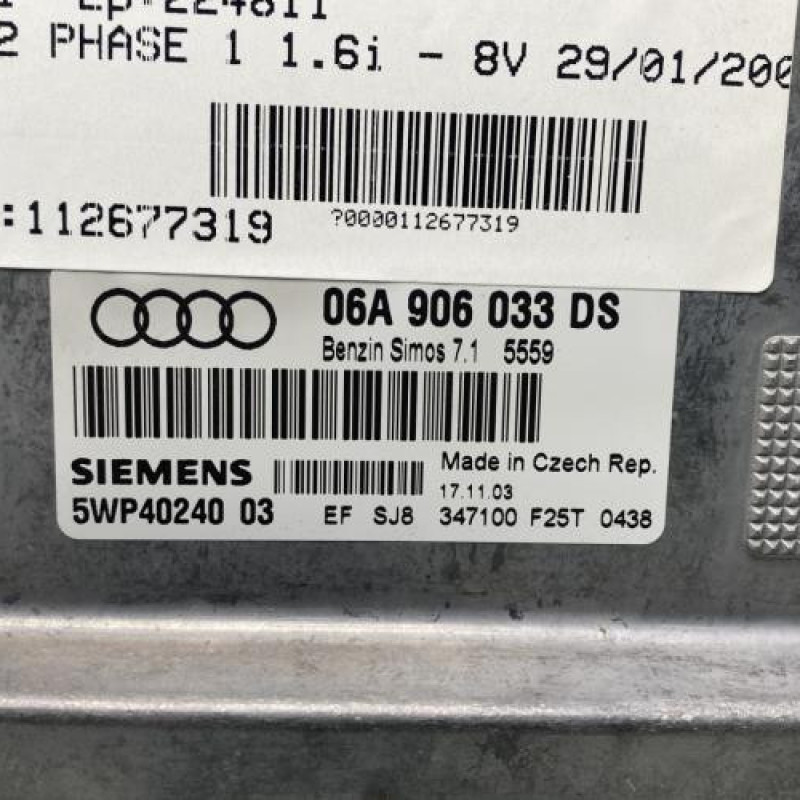 2 PHASE 1 1.6i - 8V 29/01/200
?0000112677319
:112677319
06A 906 033 DS
Benzin Simos 7.1 5559
SIEMENS
Made in Czech Rep.
17.11.03
5WP40240 03
EF SJ8 347100 F25T 0438